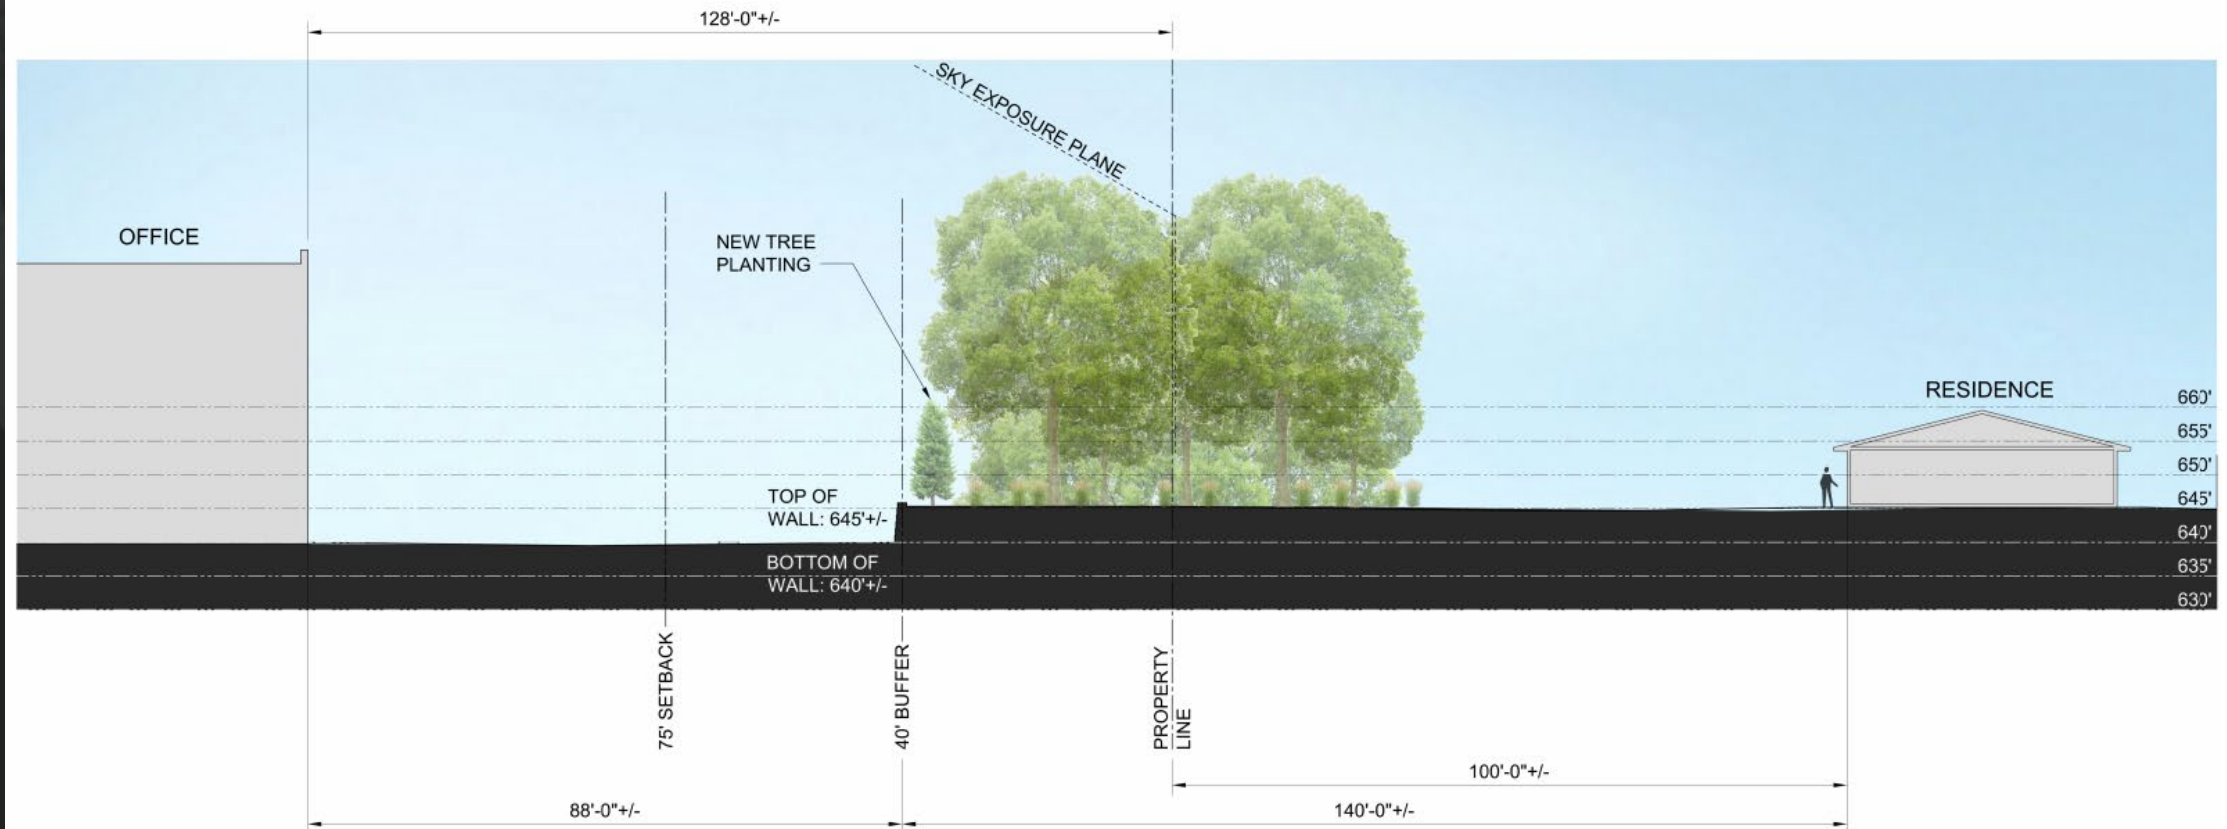 128'-0"+/-
SKY EXPOSURE PLANE
OFFICE
NEW TREE
PLANTING
RESIDENCE
660'
655'
650'
645'
640'
635'
630'
TOP OF
WALL: 645'+/-
BOTTOM OF
WALL: 640'+/-
75' SETBACK
40' BUFFER
PROPERTY
LINE
100'-0"+/-
88'-0"+/-
140'-0"+/-